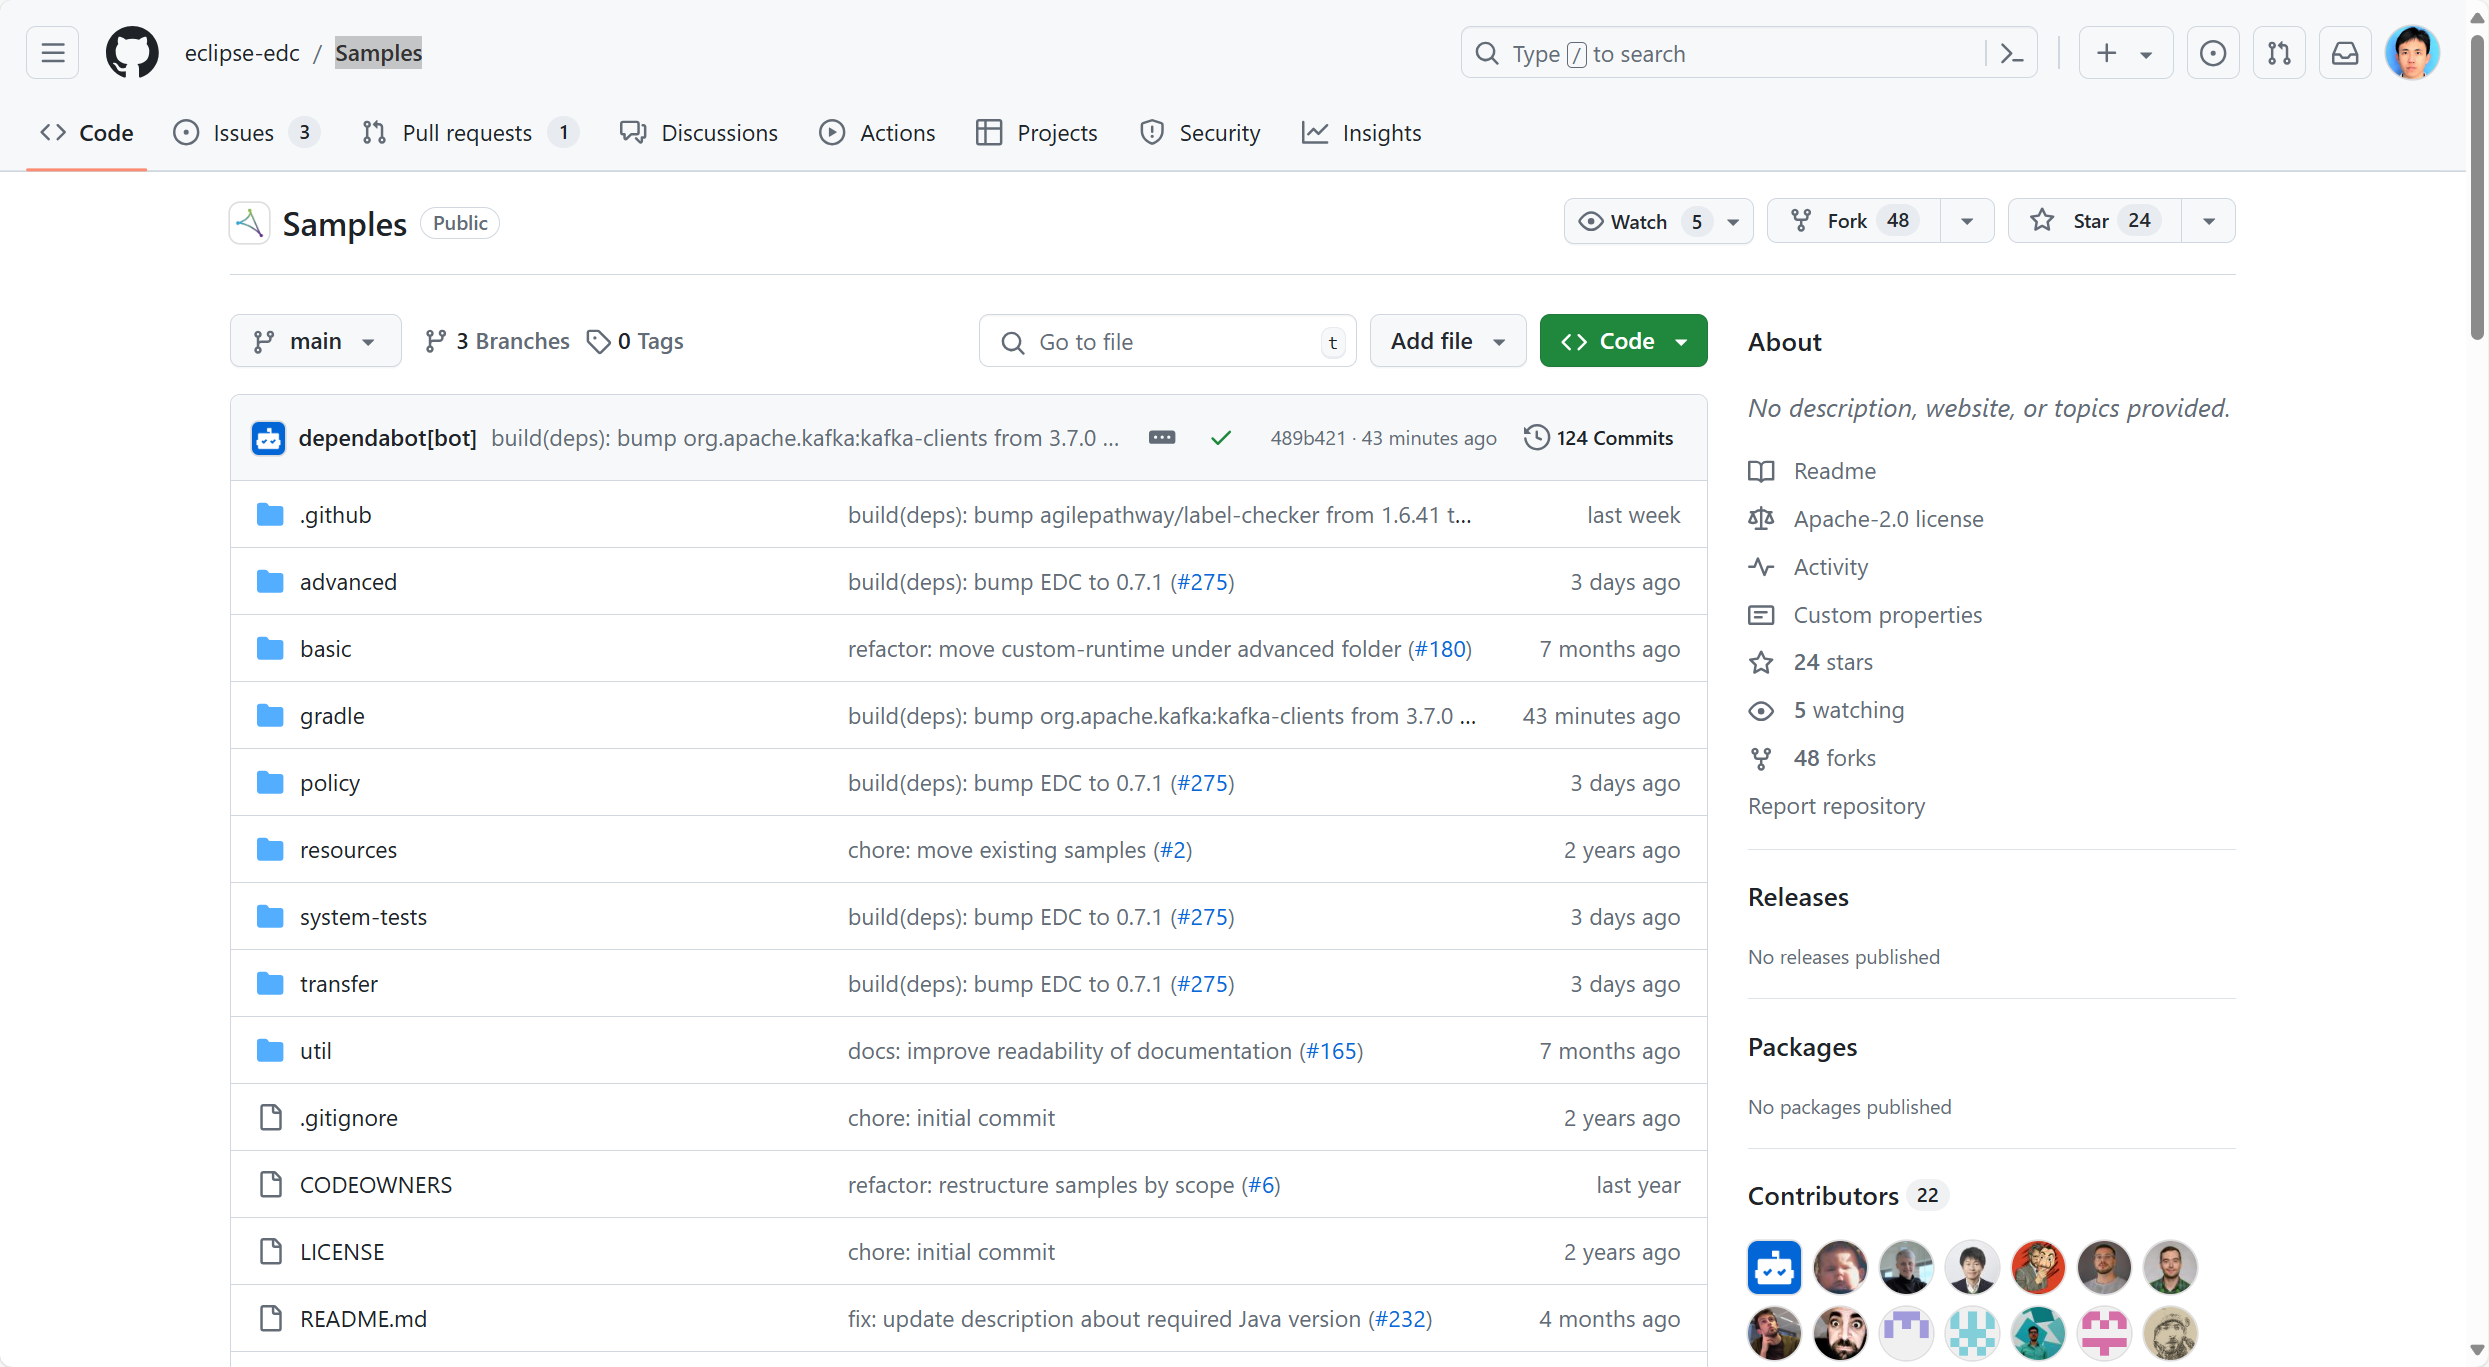 eclipse-edc / Samples
Type / to search
Code
Issues 3
Pull requests 1
Discussions
Actions
Projects
Security
Insights
Samples Public
Watch 5
Fork 48
Star 24
main
3 Branches
0 Tags
Go to file t
Add file
Code
dependabot[bot] build(deps): bump org.apache.kafka:kafka-clients from 3.7.0 ... 489b421 · 43 minutes ago 124 Commits
.github build(deps): bump agilepathway/label-checker from 1.6.41 t... last week
advanced build(deps): bump EDC to 0.7.1 (#275) 3 days ago
basic refactor: move custom-runtime under advanced folder (#180) 7 months ago
gradle build(deps): bump org.apache.kafka:kafka-clients from 3.7.0 ... 43 minutes ago
policy build(deps): bump EDC to 0.7.1 (#275) 3 days ago
resources chore: move existing samples (#2) 2 years ago
system-tests build(deps): bump EDC to 0.7.1 (#275) 3 days ago
transfer build(deps): bump EDC to 0.7.1 (#275) 3 days ago
util docs: improve readability of documentation (#165) 7 months ago
.gitignore chore: initial commit 2 years ago
CODEOWNERS refactor: restructure samples by scope (#6) last year
LICENSE chore: initial commit 2 years ago
README.md fix: update description about required Java version (#232) 4 months ago
About
No description, website, or topics provided.
Readme
Apache-2.0 license
Activity
Custom properties
24 stars
5 watching
48 forks
Report repository
Releases
No releases published
Packages
No packages published
Contributors 22